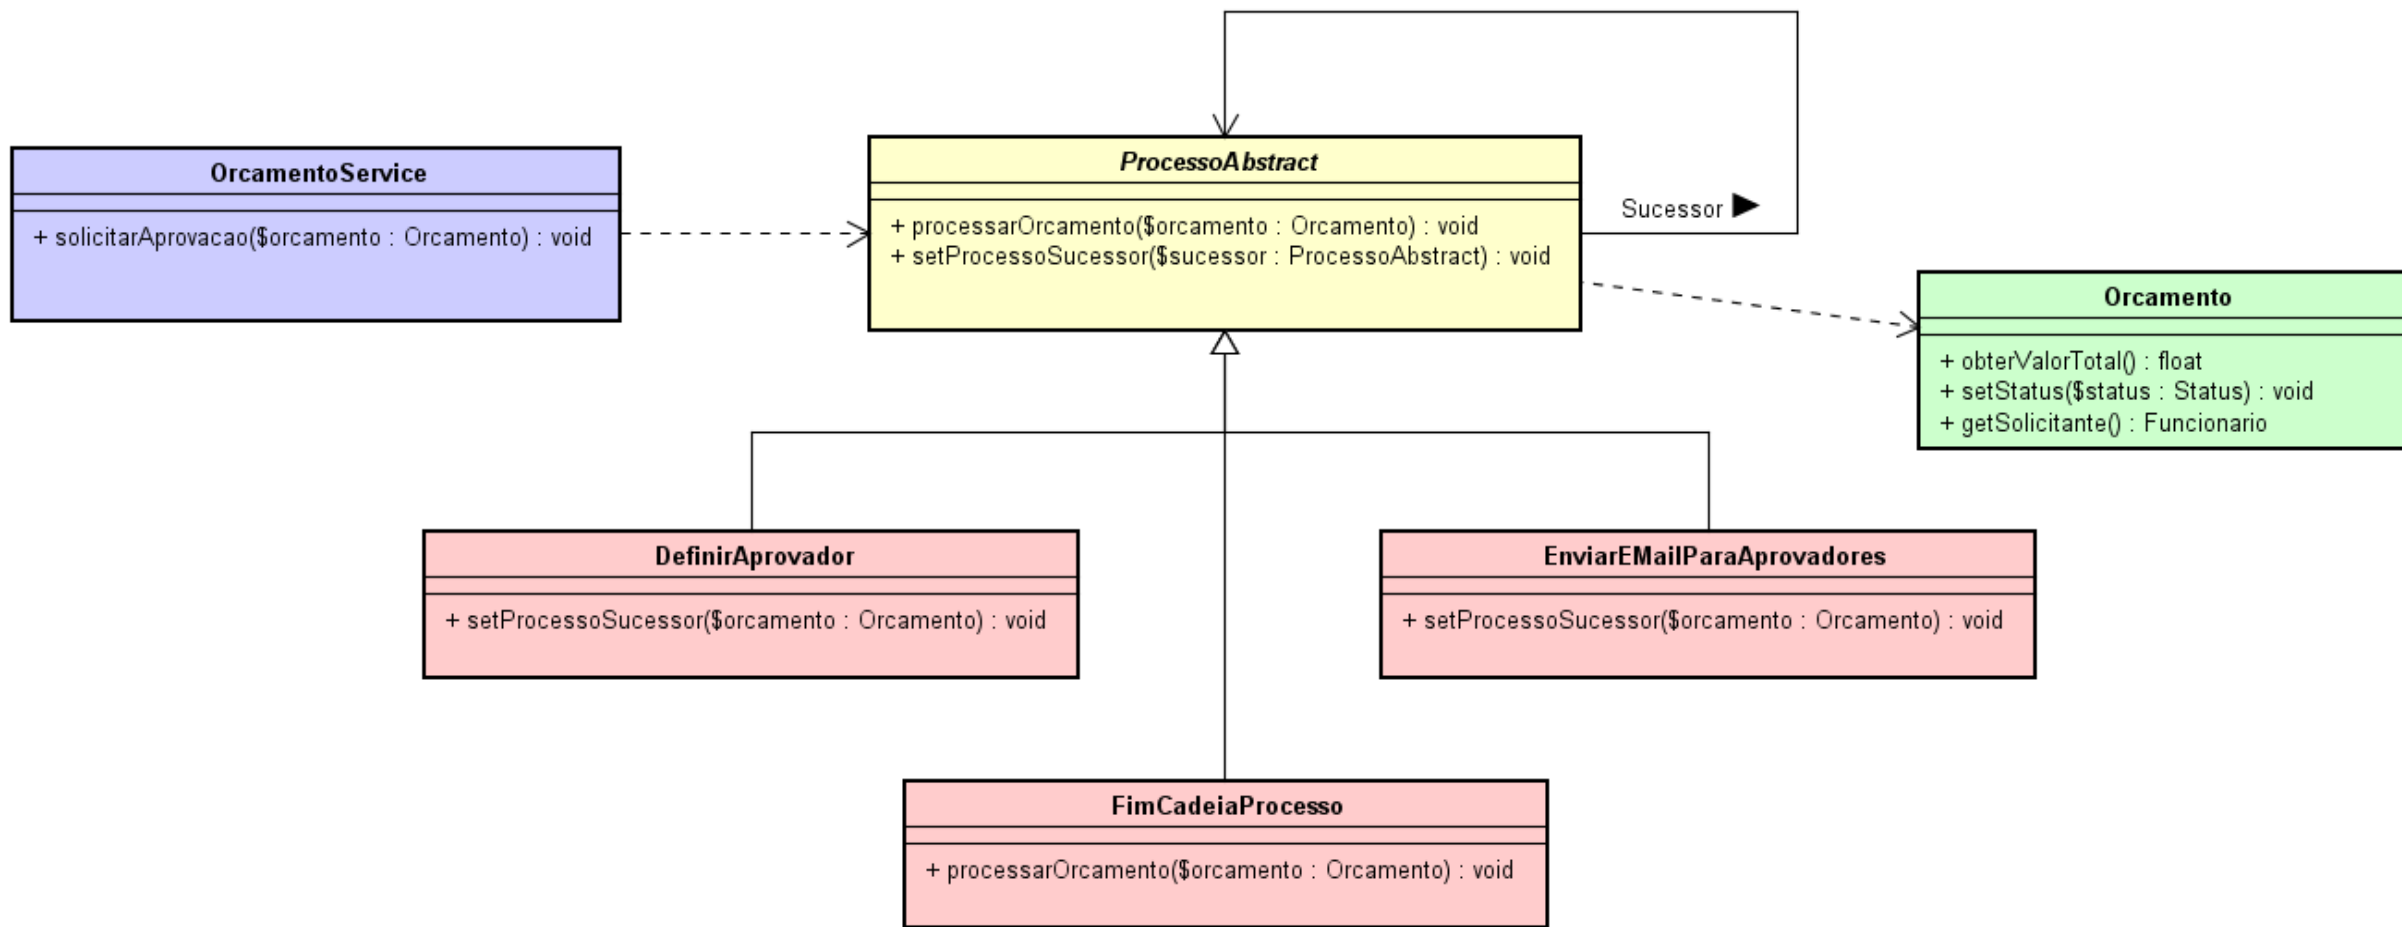 OrcamentoService
+ solicitarAprovacao($orcamento : Orcamento) : void
ProcessoAbstract
+ processarOrcamento($orcamento : Orcamento) : void
+ setProcessoSucessor($sucessor : ProcessoAbstract) : void
Sucessor
Orcamento
+ obterValorTotal() : float
+ setStatus($status : Status) : void
+ getSolicitante() : Funcionario
DefinirAprovador
+ setProcessoSucessor($orcamento : Orcamento) : void
EnviarEMailParaAprovadores
+ setProcessoSucessor($orcamento : Orcamento) : void
FimCadeiaProcesso
+ processarOrcamento($orcamento : Orcamento) : void